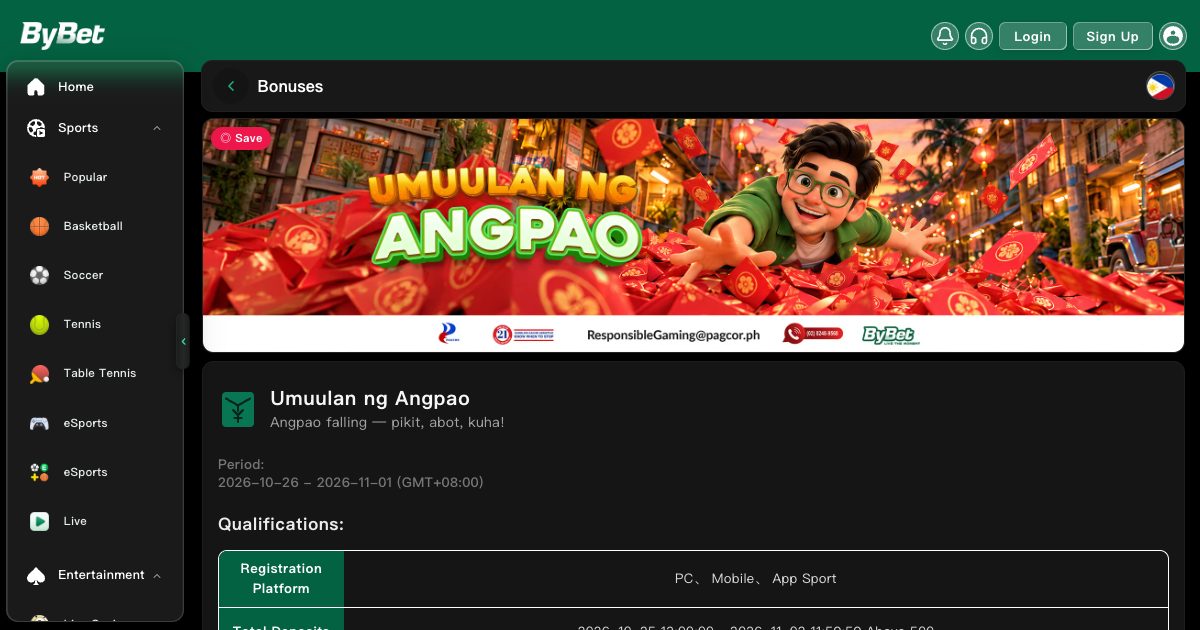 ByBet
Login
Sign Up
Home
Sports
Popular
Basketball
Soccer
Tennis
Table Tennis
eSports
eSports
Live
Entertainment
Bonuses
Save
UMUULAN NG
ANGPAO
21
ResponsibleGaming@pagcor.ph
ByBet
Umuulan ng Angpao
Angpao falling — pikit, abot, kuha!
Period:
2026-10-26 - 2026-11-01 (GMT+08:00)
Qualifications:
Registration
Platform
PC、 Mobile、 App Sport